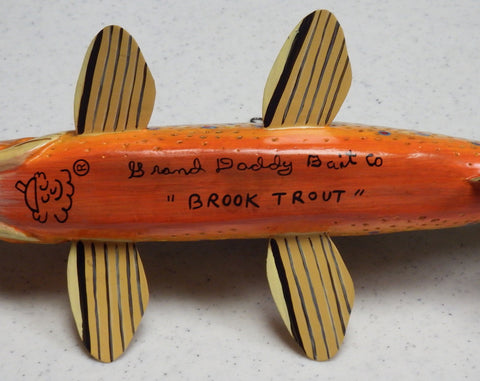 ® Grand Daddy Bait Co
" BROOK TROUT "